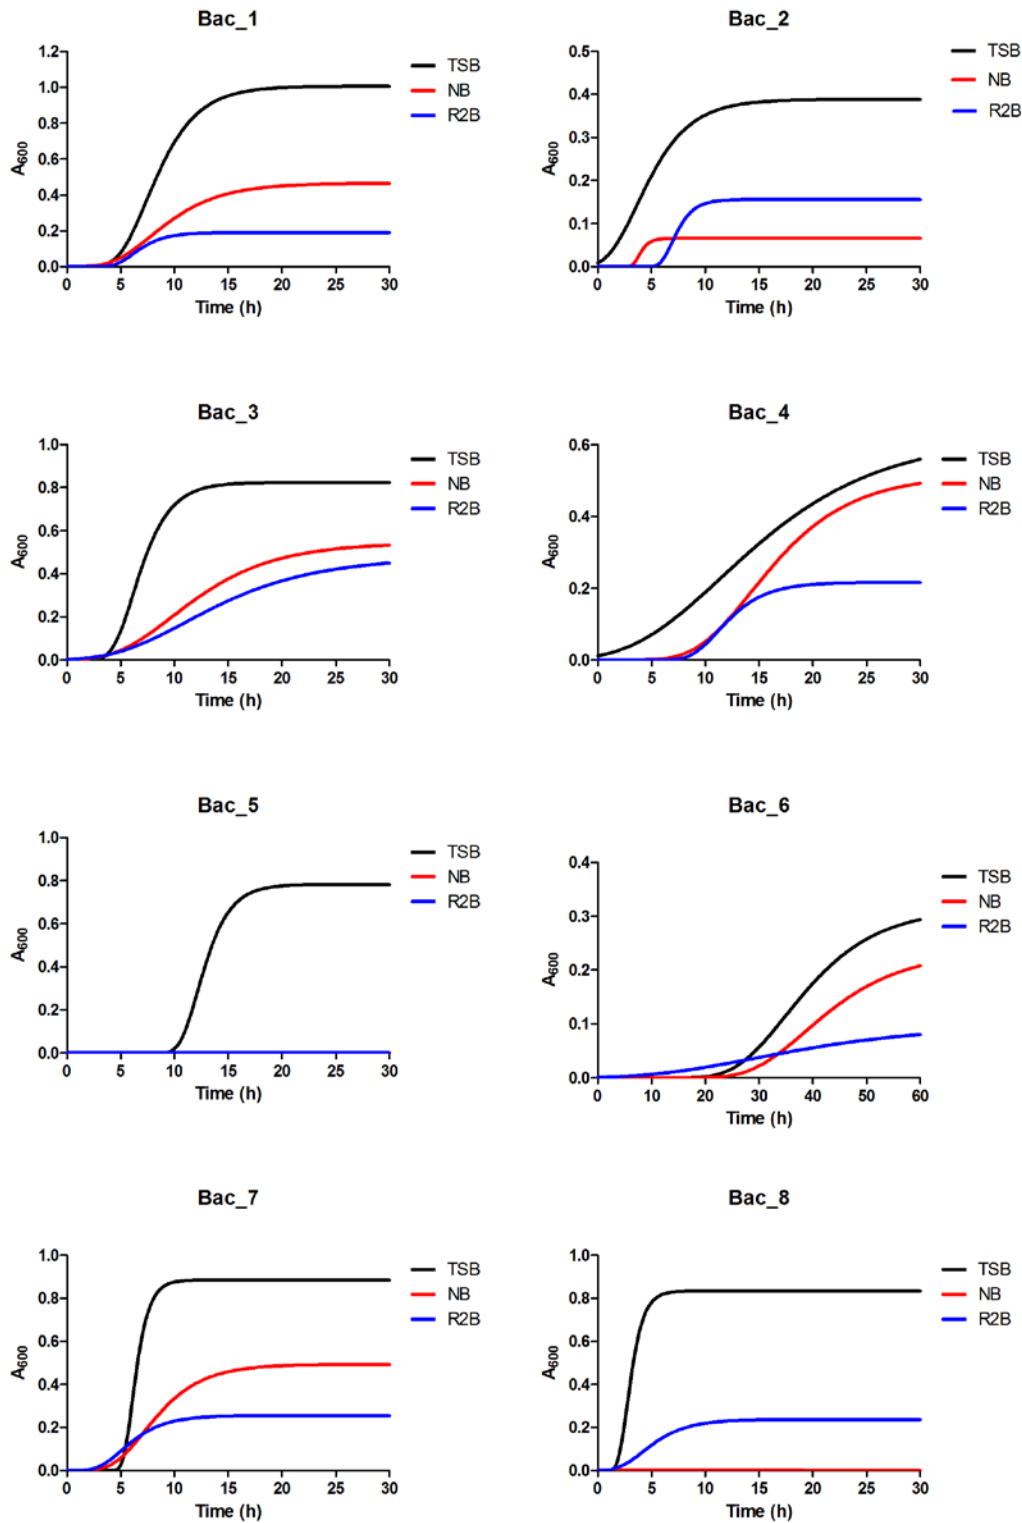 Bac_1
1.2
1.0
0.8
0.6
0.4
0.2
0.0
A600
0 5 10 15 20 25 30
Time (h)
TSB
NB
R2B
Bac_2
0.5
0.4
0.3
0.2
0.1
0.0
A600
0 5 10 15 20 25 30
Time (h)
TSB
NB
R2B
Bac_3
1.0
0.8
0.6
0.4
0.2
0.0
A600
0 5 10 15 20 25 30
Time (h)
TSB
NB
R2B
Bac_4
0.6
0.4
0.2
0.0
A600
0 5 10 30 40 50 60
Time (h)
TSB
NB
R2B
Bac_5
1.0
0.8
0.6
0.4
0.2
0.0
A600
0 5 10 15 20 25 30
Time (h)
TSB
NB
R2B
Bac_6
0.4
0.3
0.2
0.1
0.0
A600
0 10 20 30 40 50 60
Time (h)
TSB
NB
R2B
Bac_7
1.0
0.8
0.6
0.4
0.2
0.0
A600
0 5 10 15 20 25 30
Time (h)
TSB
NB
R2B
Bac_8
1.0
0.8
0.6
0.4
0.2
0.0
A600
0 5 10 15 20 25 30
Time (h)
TSB
NB
R2B